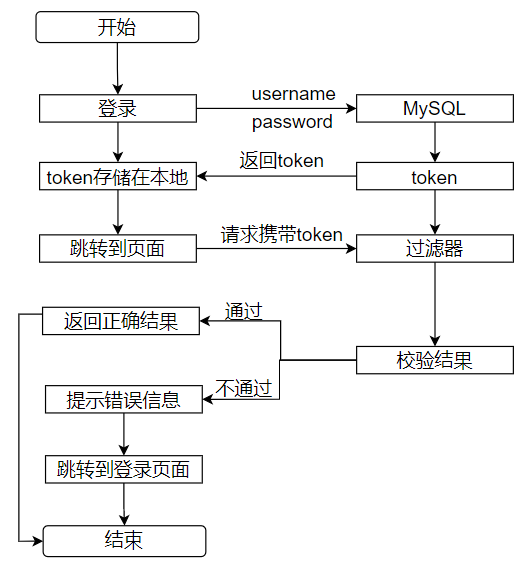 开始
username
登录
MySQL
password
返回token
token存储在本地
token
请求携带token
跳转到页面
过滤器
通过
返回正确结果
校验结果
不通过
提示错误信息
跳转到登录页面
结束